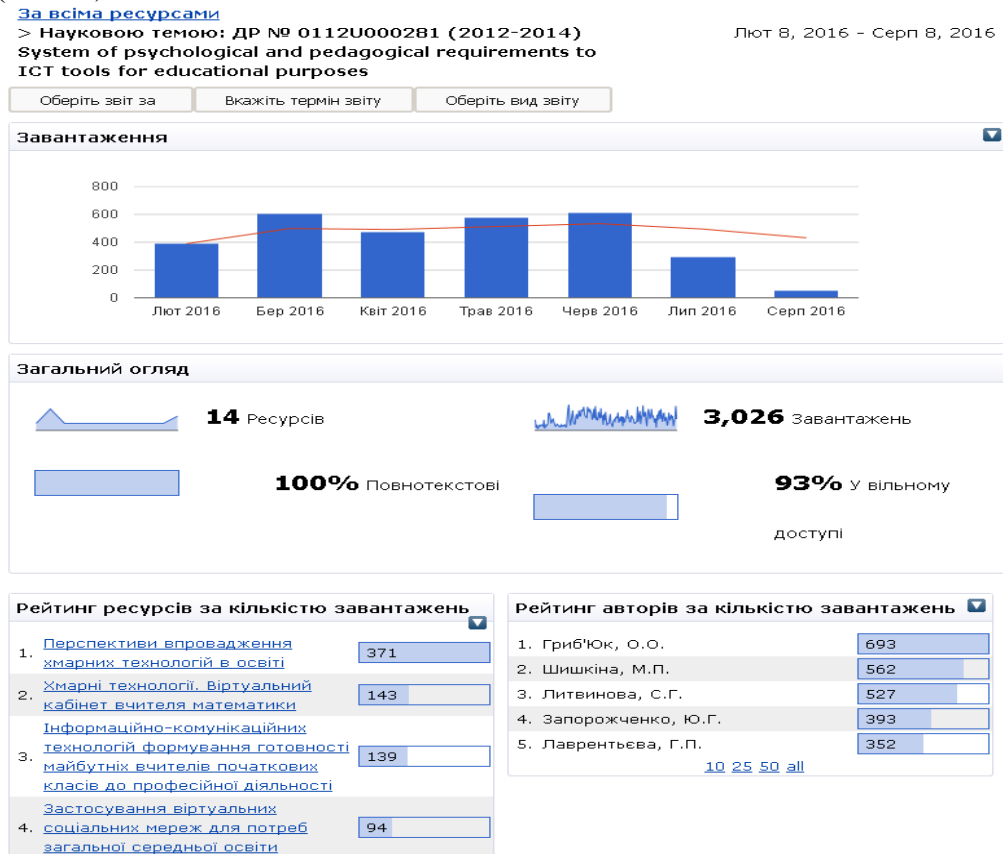 За всіма ресурсами
> Науковою темою: ДР № 0112U000281 (2012-2014)
System of psychological and pedagogical requirements to
ICT tools for educational purposes
Лют 8, 2016 - Серп 8, 2016
Оберіть звіт за
Вкажіть термін звіту
Оберіть вид звіту
Завантаження
800
600
400
200
0
Лют 2016
Бер 2016
Квіт 2016
Трав 2016
Черв 2016
Лип 2016
Серп 2016
Загальний огляд
14 Ресурсів
3,026 Завантажень
100% Повнотекстові
93% У вільному
доступі
Рейтинг ресурсів за кількістю завантажень
1. Перспективи впровадження
хмарних технологій в освіті
371
2. Хмарні технології. Віртуальний
кабінет вчителя математики
143
3. Інформаційно-комунікаційних
технологій формування готовності
майбутніх вчителів початкових
класів до професійної діяльності
139
4. Застосування віртуальних
соціальних мереж для потреб
загальної середньої освіти
94
Рейтинг авторів за кількістю завантажень
1. Гриб'Юк, О.О. 693
2. Шишкіна, М.П. 562
3. Литвинова, С.Г. 527
4. Запорожченко, Ю.Г. 393
5. Лаврентьєва, Г.П. 352
10 25 50 all